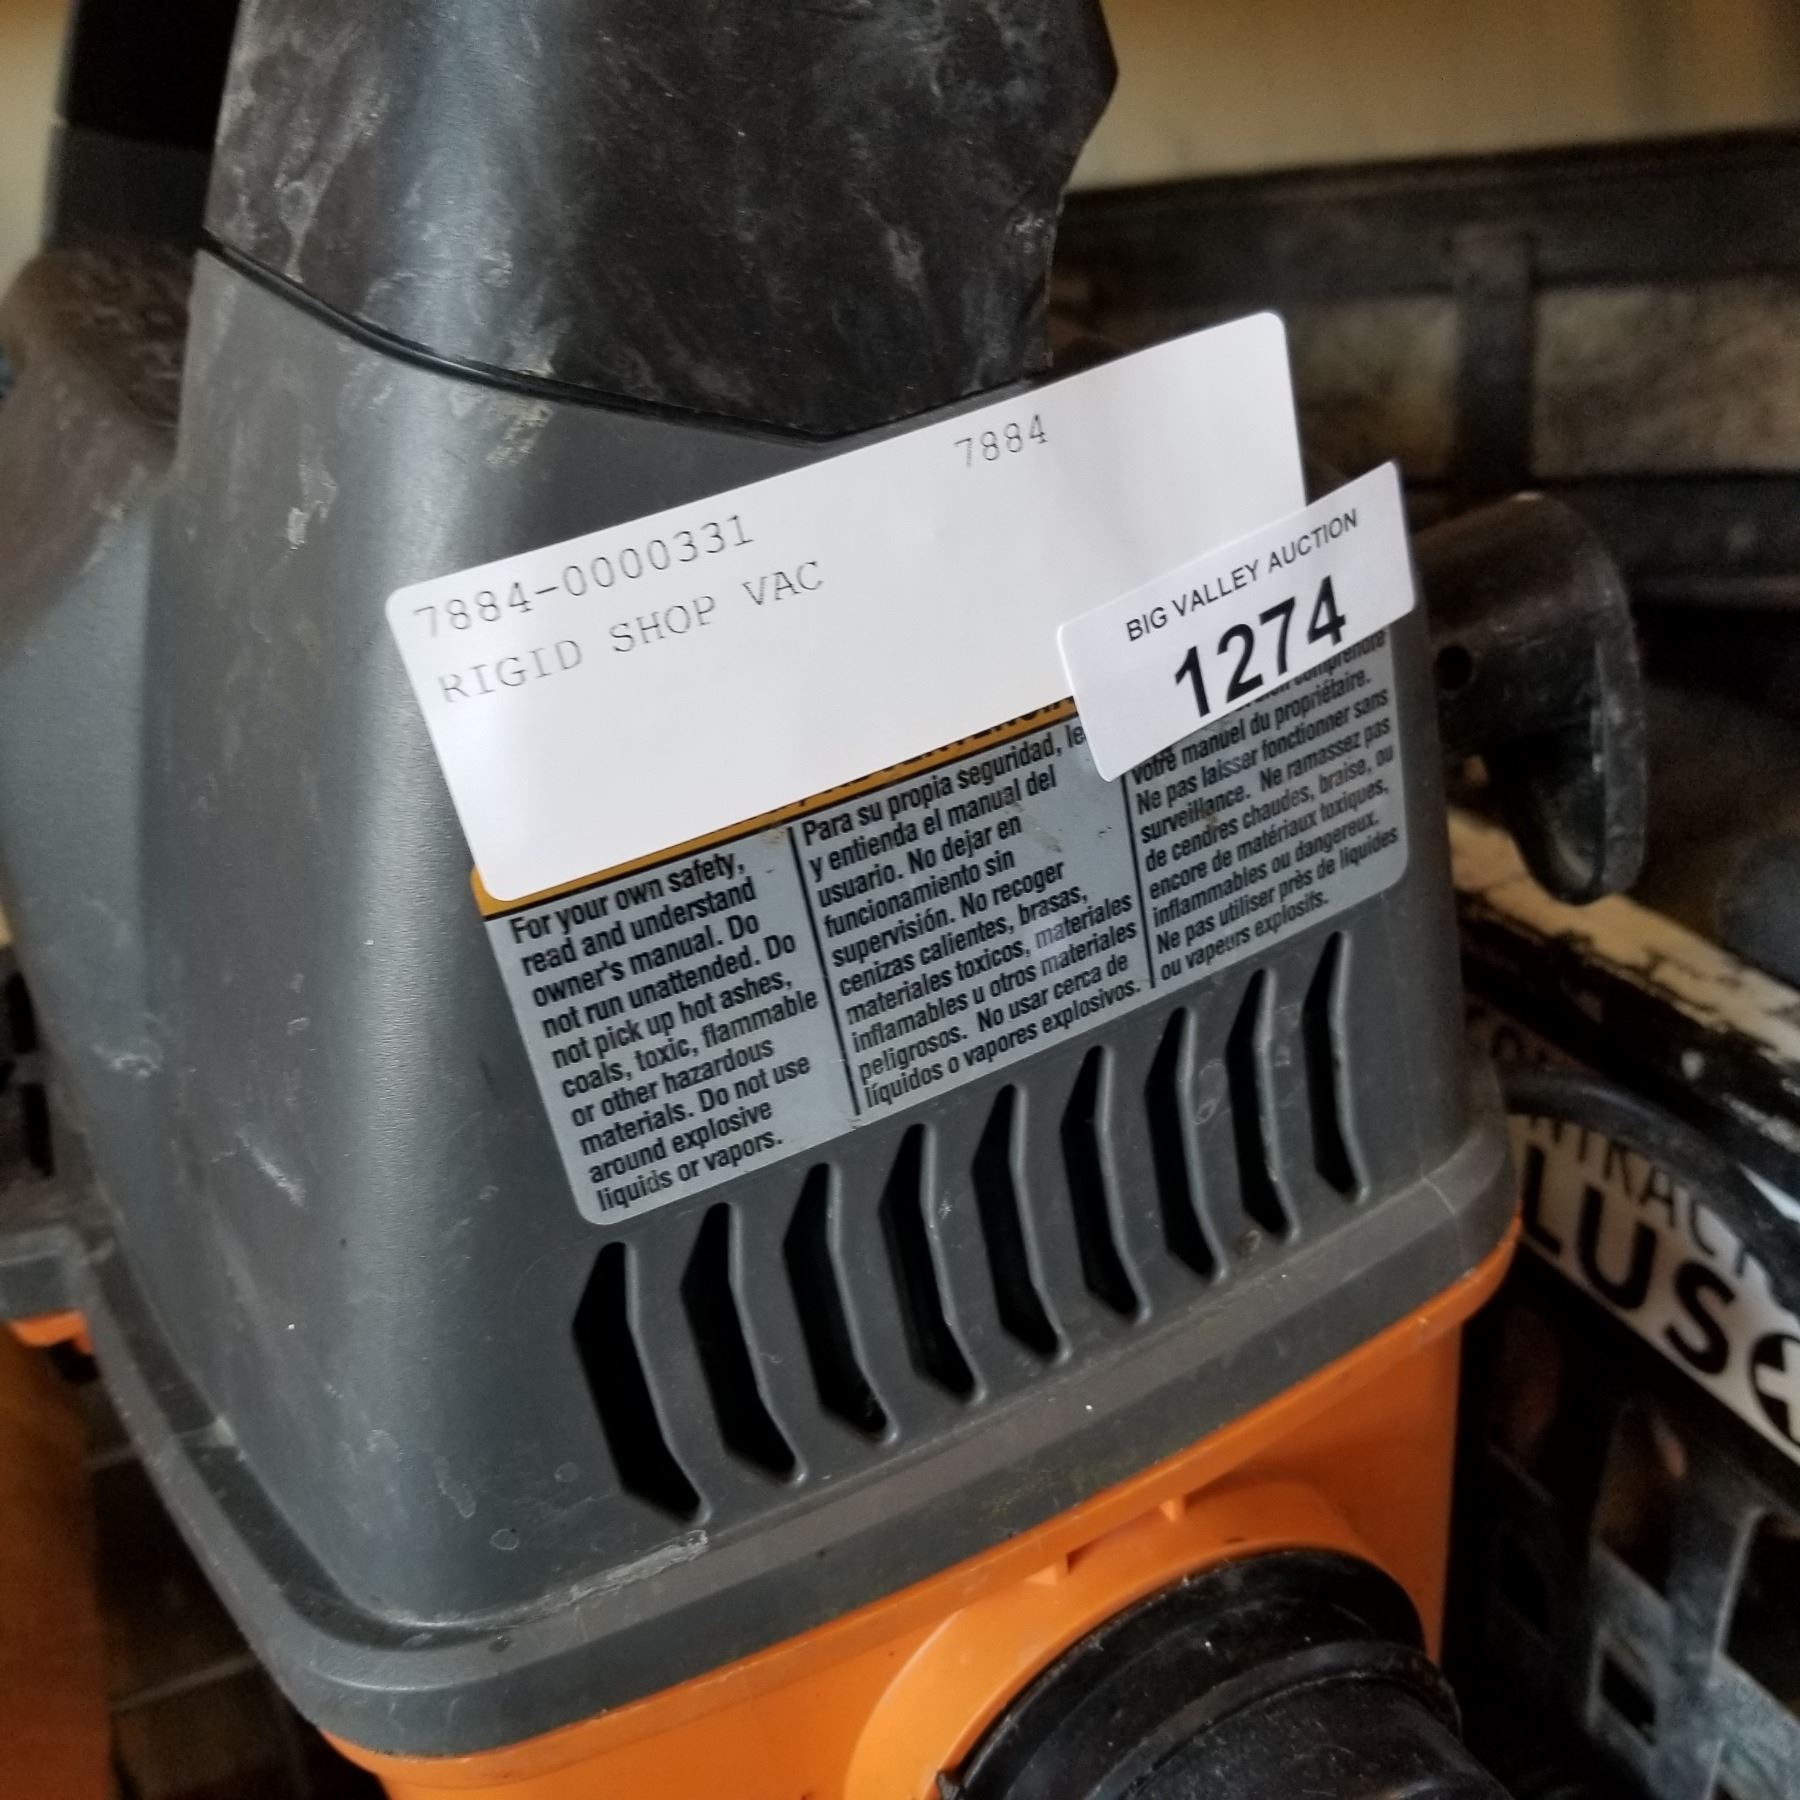 7884
7884-0000331
RIGID SHOP VAC
BIG VALLEY AUCTION
1274
For your own safety,
read and understand
owner's manual. Do
not run unattended. Do
not pick up hot ashes,
coals, toxic, flammable
or other hazardous
materials. Do not use
around explosive
liquids or vapors.
Para su propia seguridad, le
y entienda el manual del
usuario. No dejar en
funcionamiento sin
supervisión. No recoger
cenizas calientes, brasas,
materiales toxicos, materiales
inflamables u otros materiales
peligrosos. No usar cerca de
líquidos o vapores explosivos.
comprendre
votre manuel du propriétaire.
Ne pas laisser fonctionner sans
surveillance. Ne ramassez pas
de cendres chaudes, braise, ou
encore de matériaux toxiques,
inflammables ou dangereux.
Ne pas utiliser près de liquides
ou vapeurs explosifs.
LUS